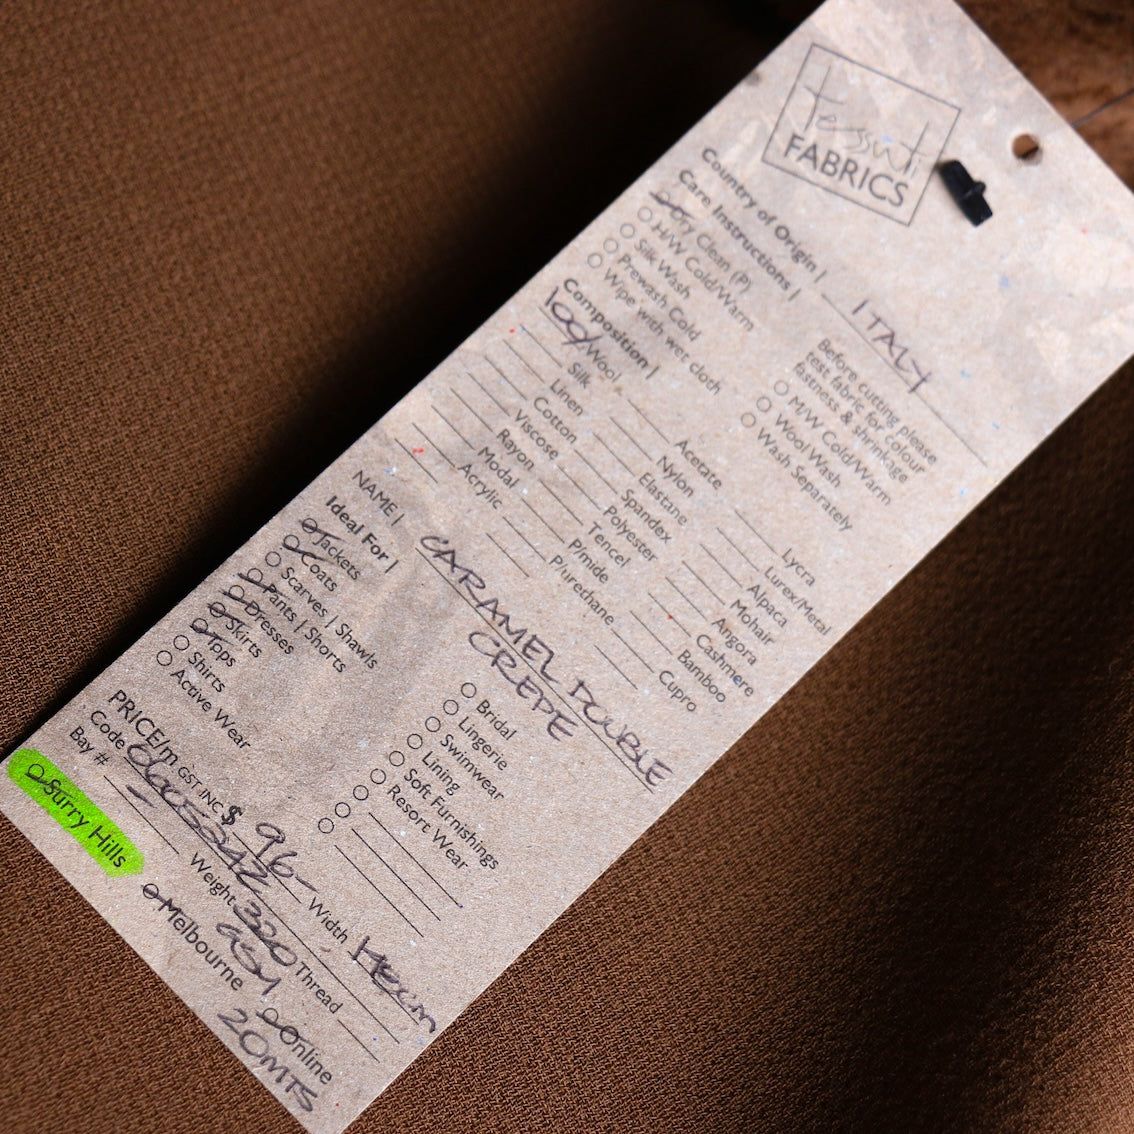 tessuti
FABRICS
Country of Origin | ITALY
Care Instructions |
Dry Clean (P)
H/W Cold/Warm
Silk Wash
Prewash Cold
Wipe with wet cloth
Before cutting please
test fabric for colour
fastness & shrinkage
M/W Cold/Warm
Wool Wash
Wash Separately
Composition |
100% Wool
Silk
Linen
Cotton
Viscose
Rayon
Modal
Acrylic
Acetate
Nylon
Elastane
Spandex
Polyester
Tencel
P/mide
P/urethane
Lycra
Lurex/Metal
Alpaca
Mohair
Angora
Cashmere
Bamboo
Cupro
NAME | CARAMEL DOUBLE
CREPE
Ideal For |
Jackets
Coats
Scarves | Shawls
Pants | Shorts
Dresses
Skirts
Tops
Shirts
Active Wear
Bridal
Lingerie
Swimwear
Lining
Soft Furnishings
Resort Wear
PRICE/m GST INC $ 96- Width
Code
Bay # - Weight 320 Thread
GSM
Surry Hills Melbourne Online
20MTS